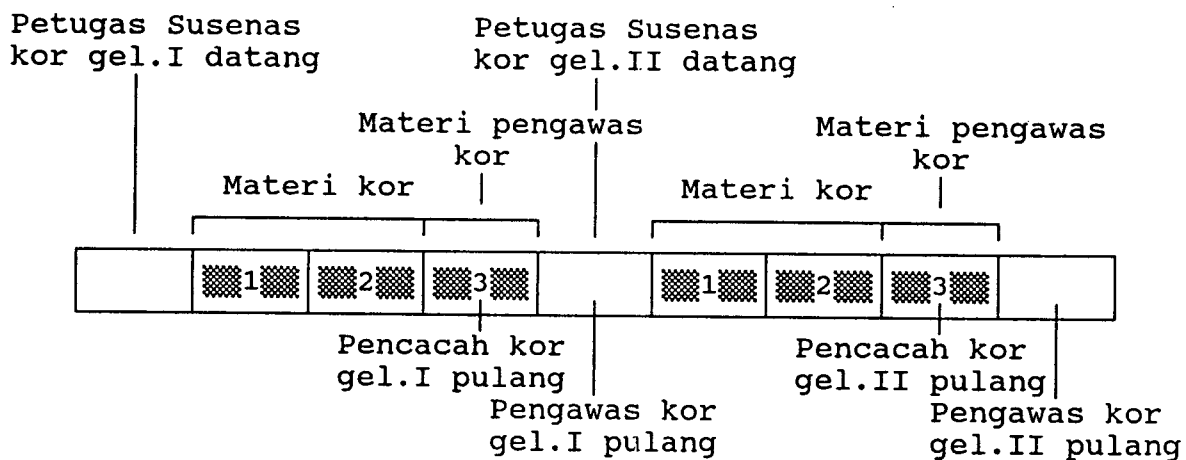 Petugas Susenas
kor gel.I datang
Petugas Susenas
kor gel.II datang
Materi pengawas
kor
Materi pengawas
kor
Materi kor
Materi kor
1 2 3 1 2 3
Pencacah kor
gel.I pulang
Pencacah kor
gel.II pulang
Pengawas kor
gel.I pulang
Pengawas kor
gel.II pulang